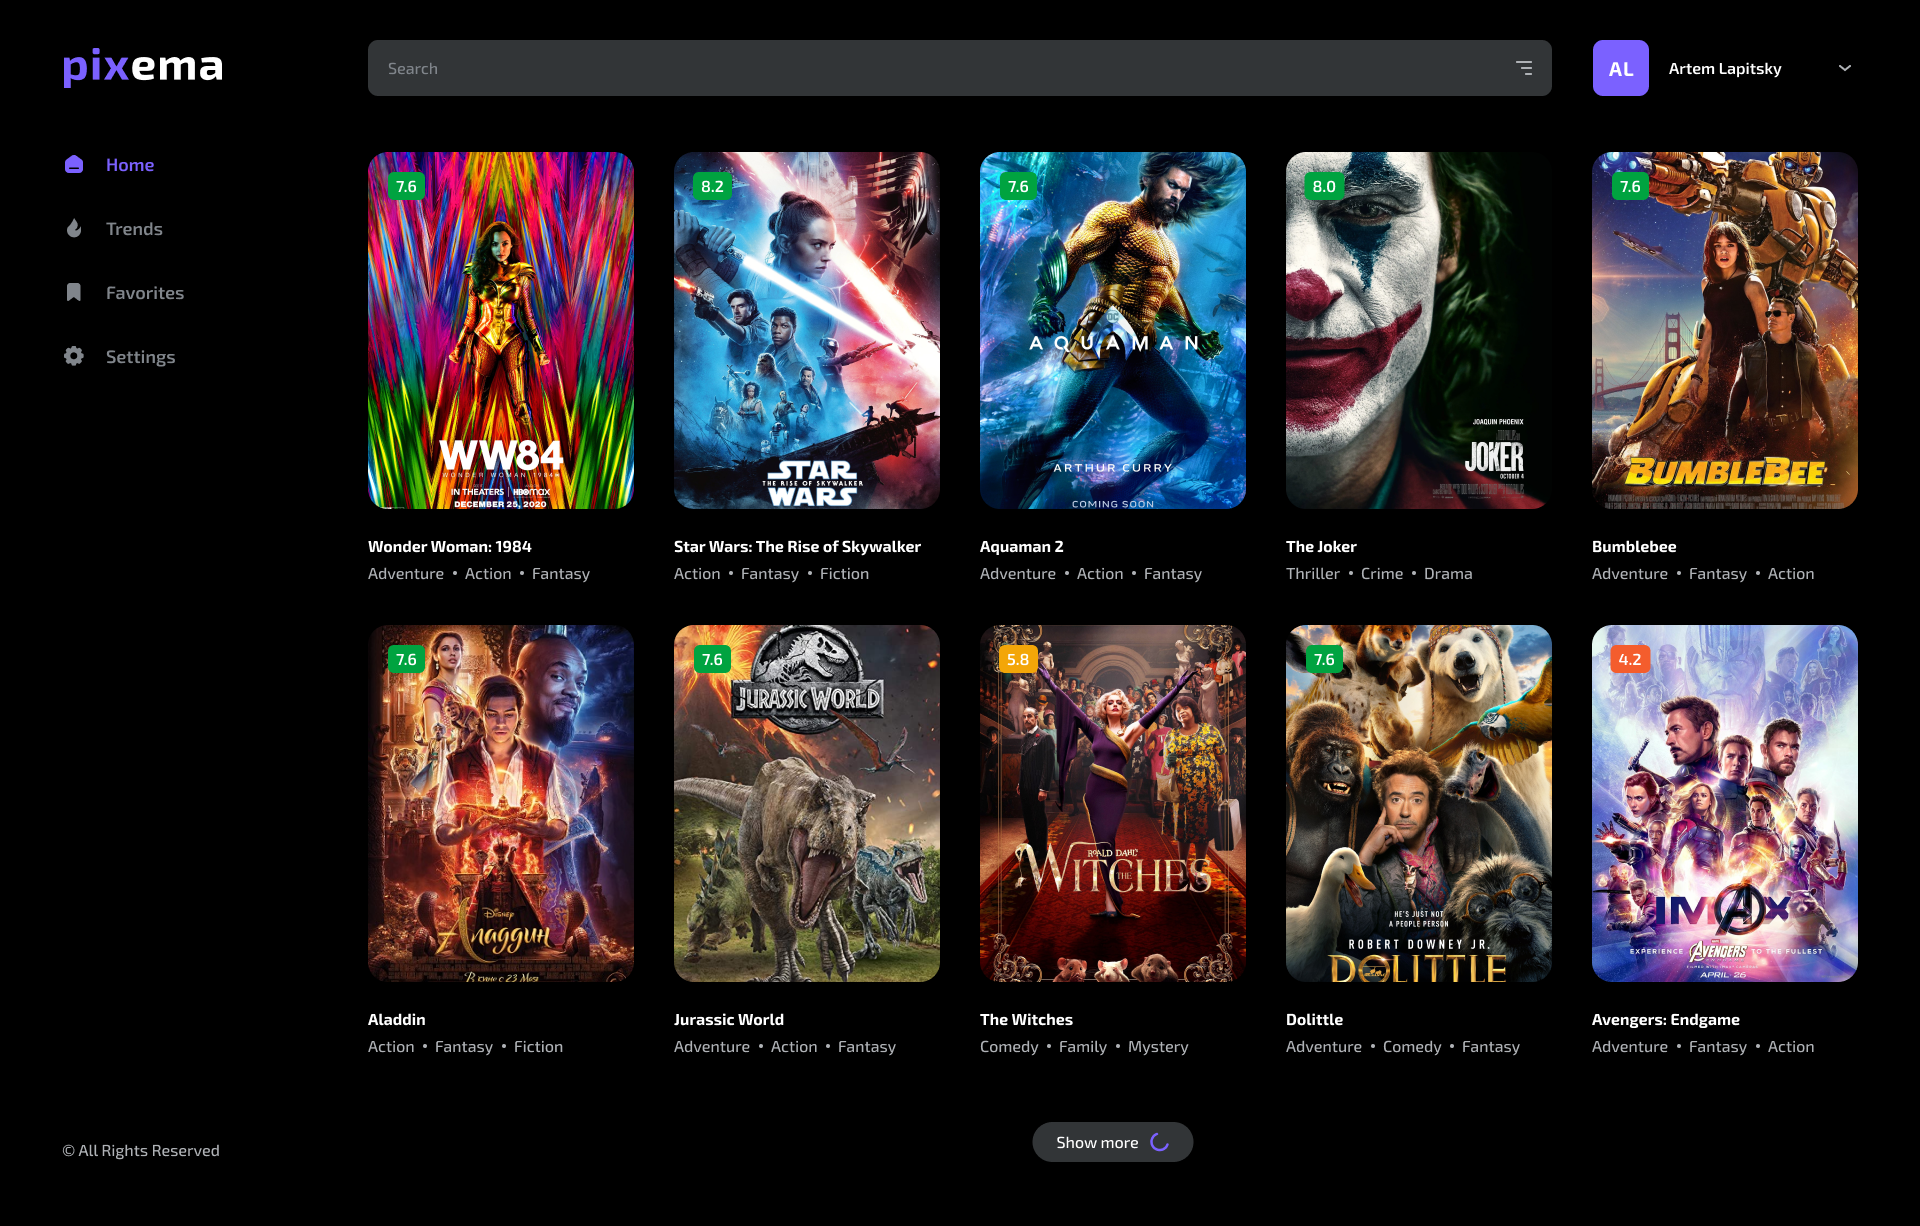 pixema
Search
AL
Artem Lapitsky
Home
Trends
Favorites
Settings
7.6
WW84
WONDER WOMAN 1984
IN THEATERS | HBOmax
DECEMBER 25, 2020
8.2
STAR
THE RISE OF SKYWALKER
WARS
7.6
DC
AQUAMAN
ARTHUR CURRY
COMING SOON
8.0
JOAQUIN PHOENIX
JOKER
OCTOBER 4
7.6
BUMBLEBEE
Wonder Woman: 1984
Adventure • Action • Fantasy
Star Wars: The Rise of Skywalker
Action • Fantasy • Fiction
Aquaman 2
Adventure • Action • Fantasy
The Joker
Thriller • Crime • Drama
Bumblebee
Adventure • Fantasy • Action
7.6
Disney
Аладдин
В кино с 23 Мая
7.6
JURASSIC WORLD
5.8
ROALD DAHL'S
THE
WITCHES
7.6
HE'S JUST NOT
A PEOPLE PERSON
ROBERT DOWNEY JR.
DOLITTLE
4.2
IMAX
EXPERIENCE AVENGERS TO THE FULLEST
APRIL 26
Aladdin
Action • Fantasy • Fiction
Jurassic World
Adventure • Action • Fantasy
The Witches
Comedy • Family • Mystery
Dolittle
Adventure • Comedy • Fantasy
Avengers: Endgame
Adventure • Fantasy • Action
© All Rights Reserved
Show more